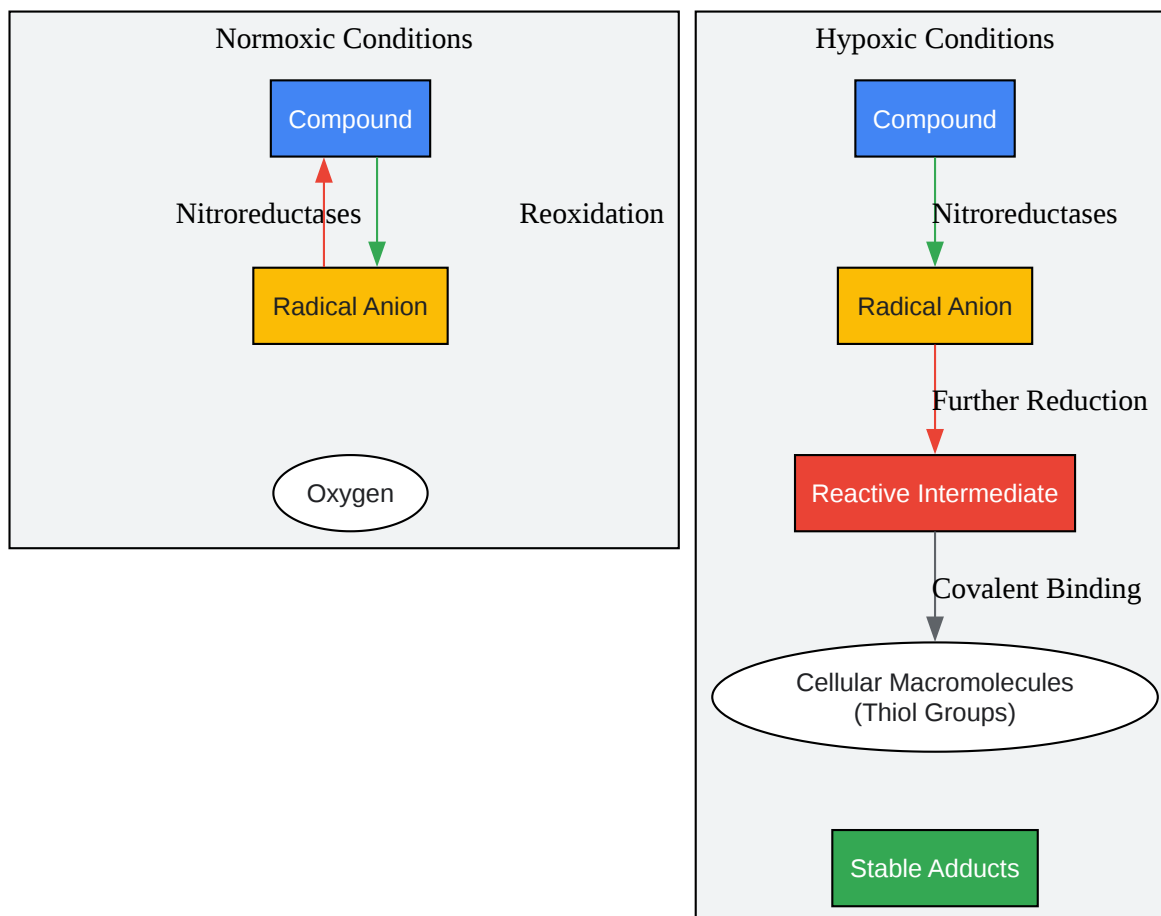 Normoxic Conditions
Compound
Nitroreductases
Reoxidation
Radical Anion
Oxygen
Hypoxic Conditions
Compound
Nitroreductases
Radical Anion
Further Reduction
Reactive Intermediate
Covalent Binding
Cellular Macromolecules
(Thiol Groups)
Stable Adducts